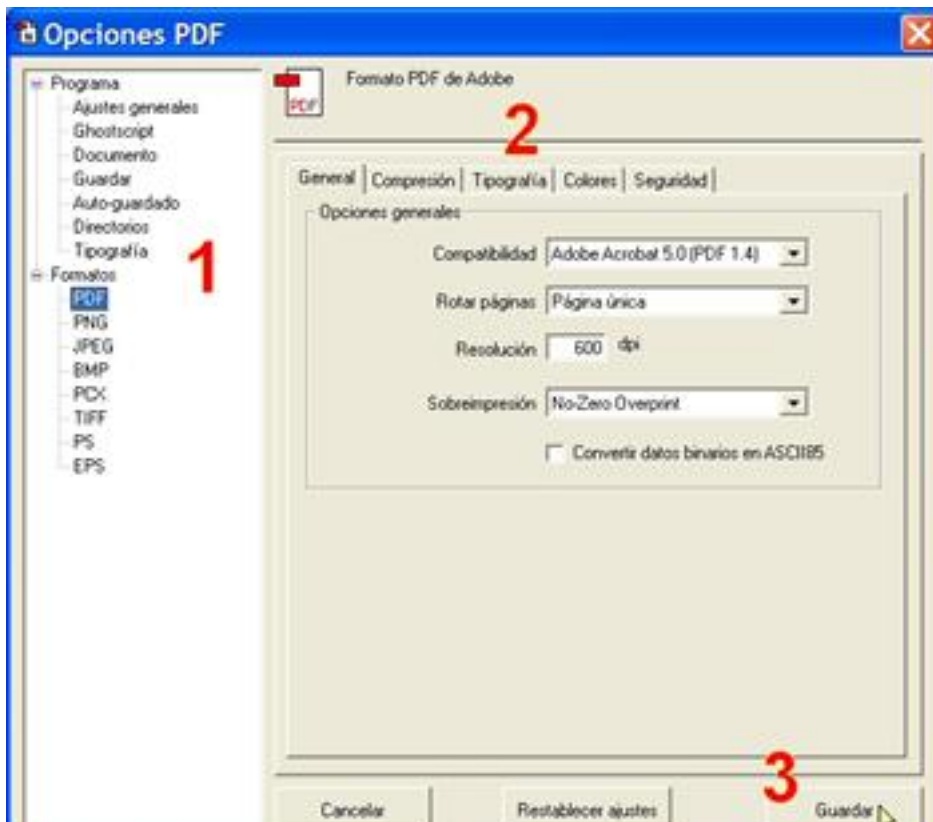 Opciones PDF
Programa
Ajustes generales
Ghostscript
Documento
Guardar
Auto-guardado
Directorios
Tipografía
Formatos
PDF
PNG
JPEG
BMP
PCX
TIFF
PS
EPS
1
PDF
Formato PDF de Adobe
2
General Compresión Tipografía Colores Seguridad
Opciones generales
Compatibilidad Adobe Acrobat 5.0 (PDF 1.4)
Rotar páginas Página única
Resolución 600 dpi
Sobreimpresión No-Zero Overprint
Convertir datos binarios en ASCII85
3
Cancelar Restablecer ajustes Guardar